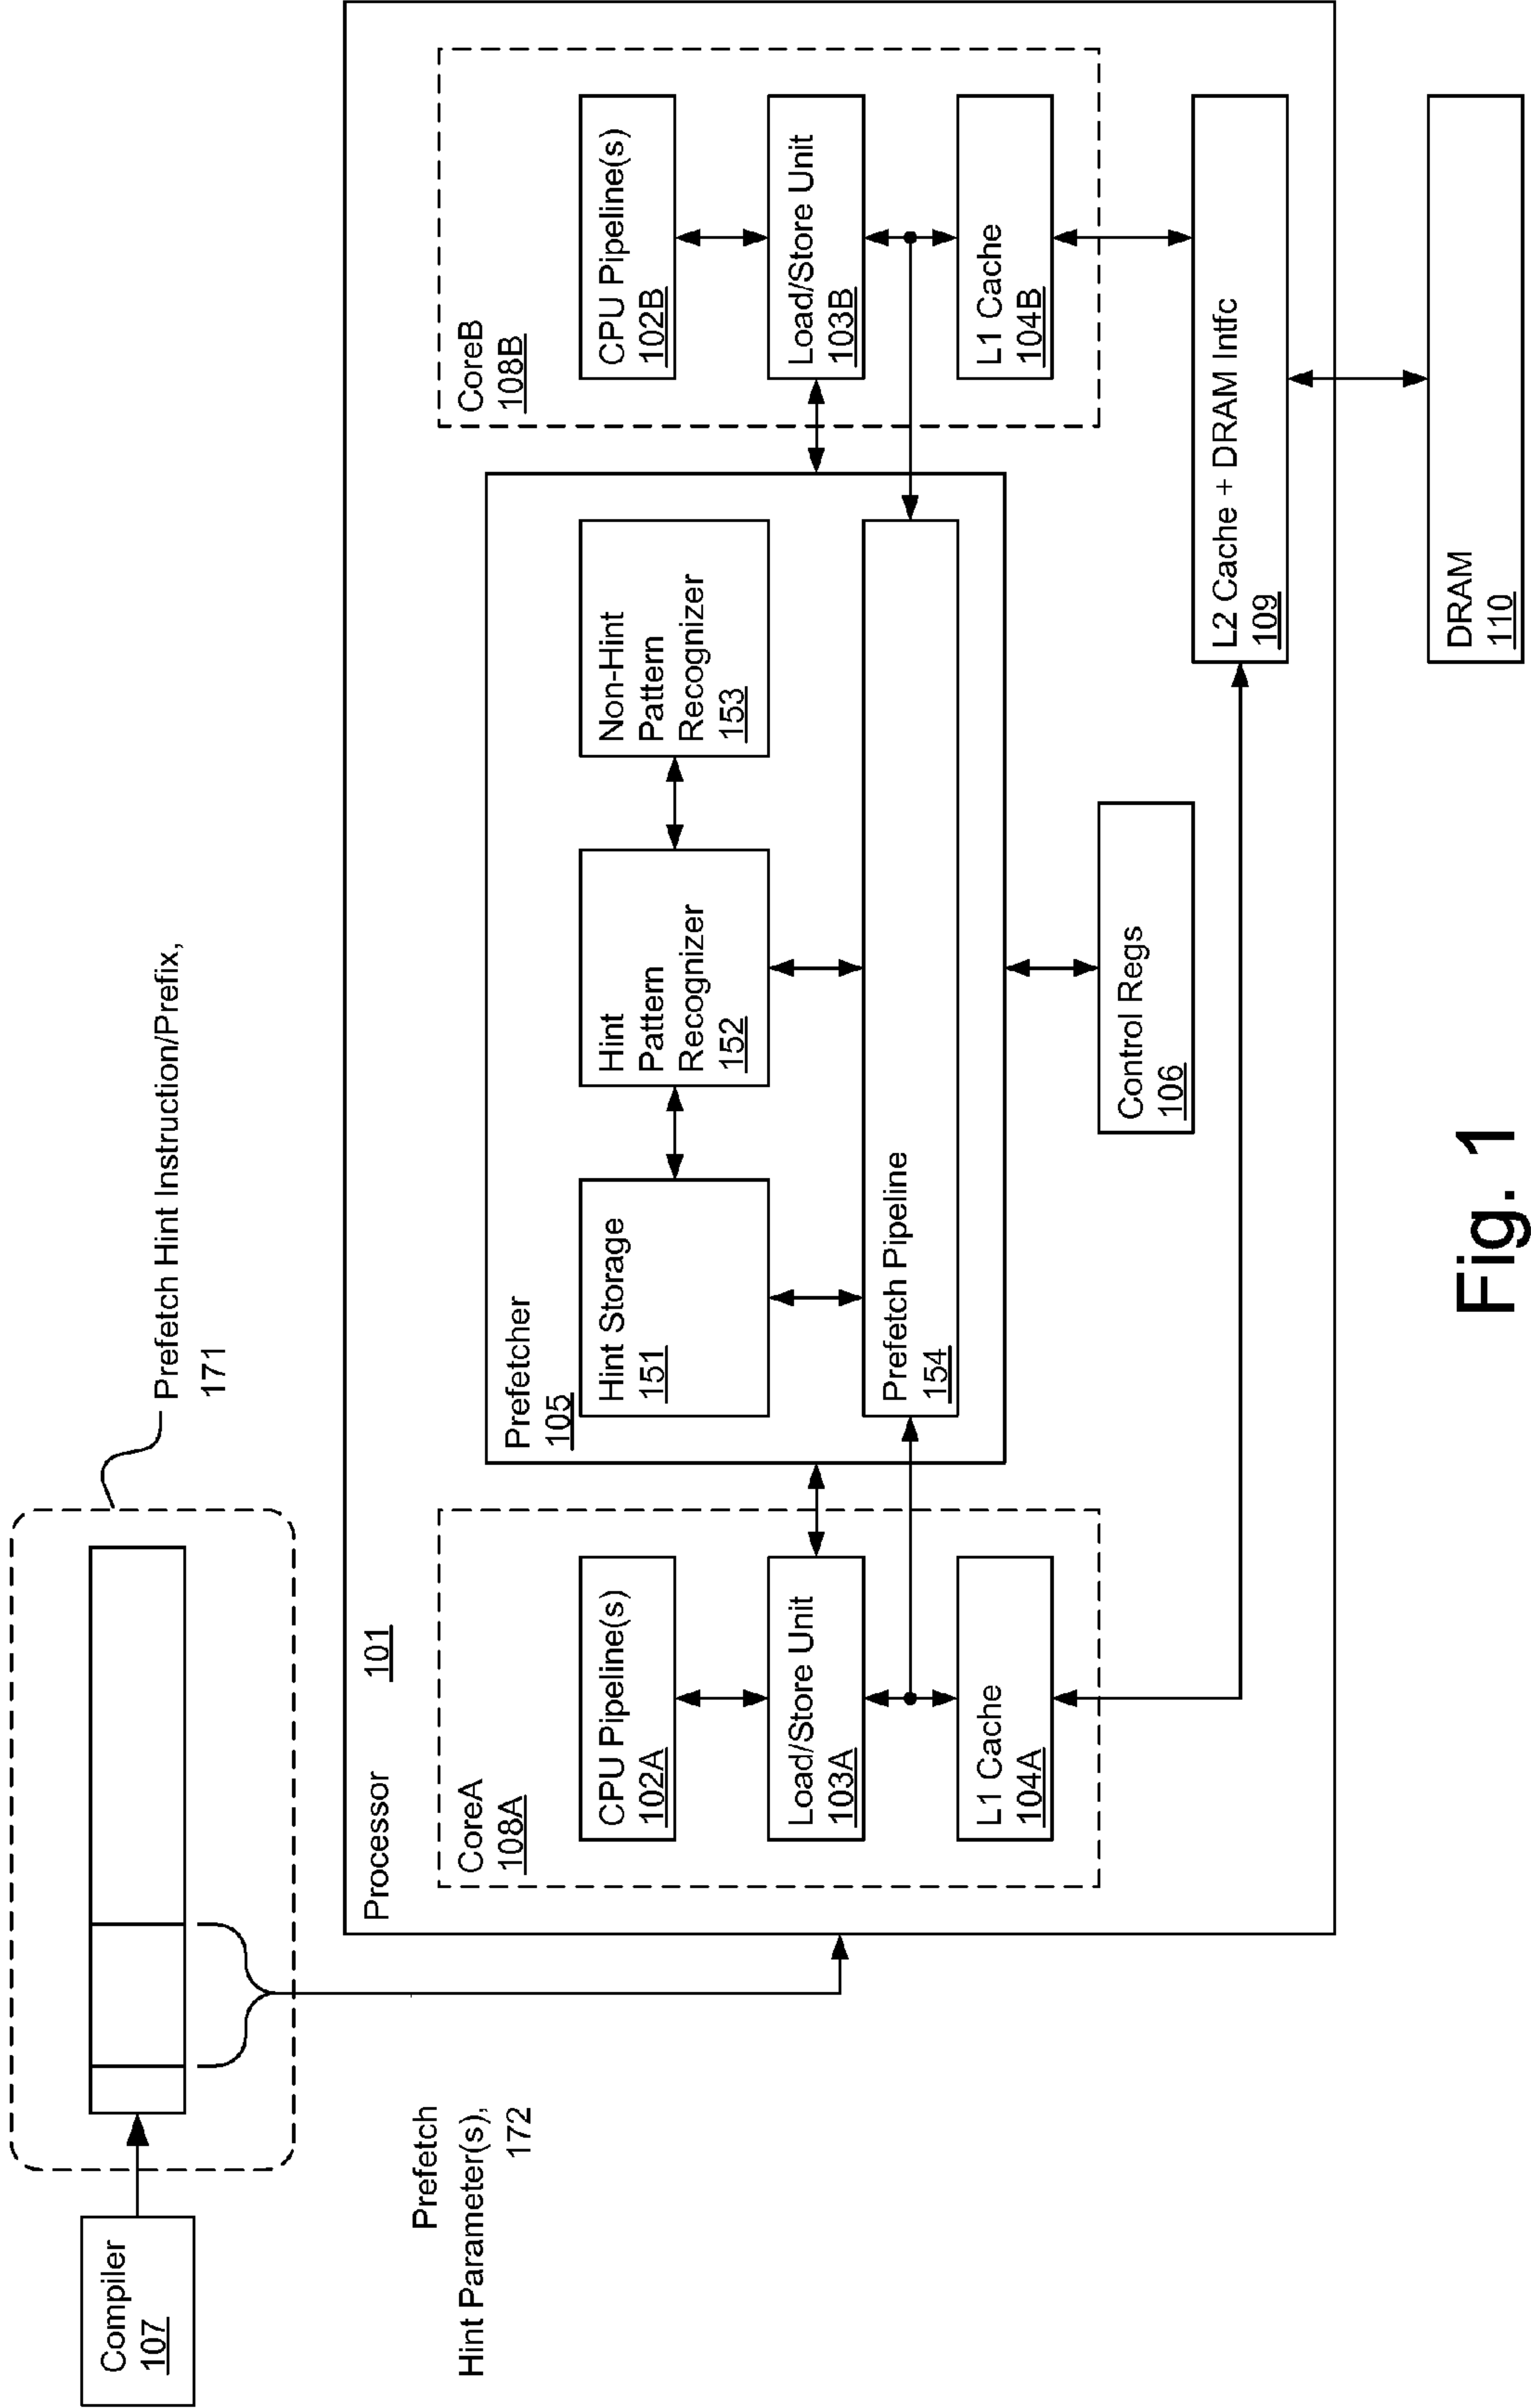 Compiler
107
Prefetch Hint Instruction/Prefix,
171
Prefetch
Hint Parameter(s),
172
Processor
101
CoreA
108A
CPU Pipeline(s)
102A
Load/Store Unit
103A
L1 Cache
104A
Prefetcher
105
Hint Storage
151
Hint
Pattern
Recognizer
152
Non-Hint
Pattern
Recognizer
153
Prefetch Pipeline
154
CoreB
108B
CPU Pipeline(s)
102B
Load/Store Unit
103B
L1 Cache
104B
Control Regs
106
L2 Cache + DRAM Intfc
109
DRAM
110
Fig. 1